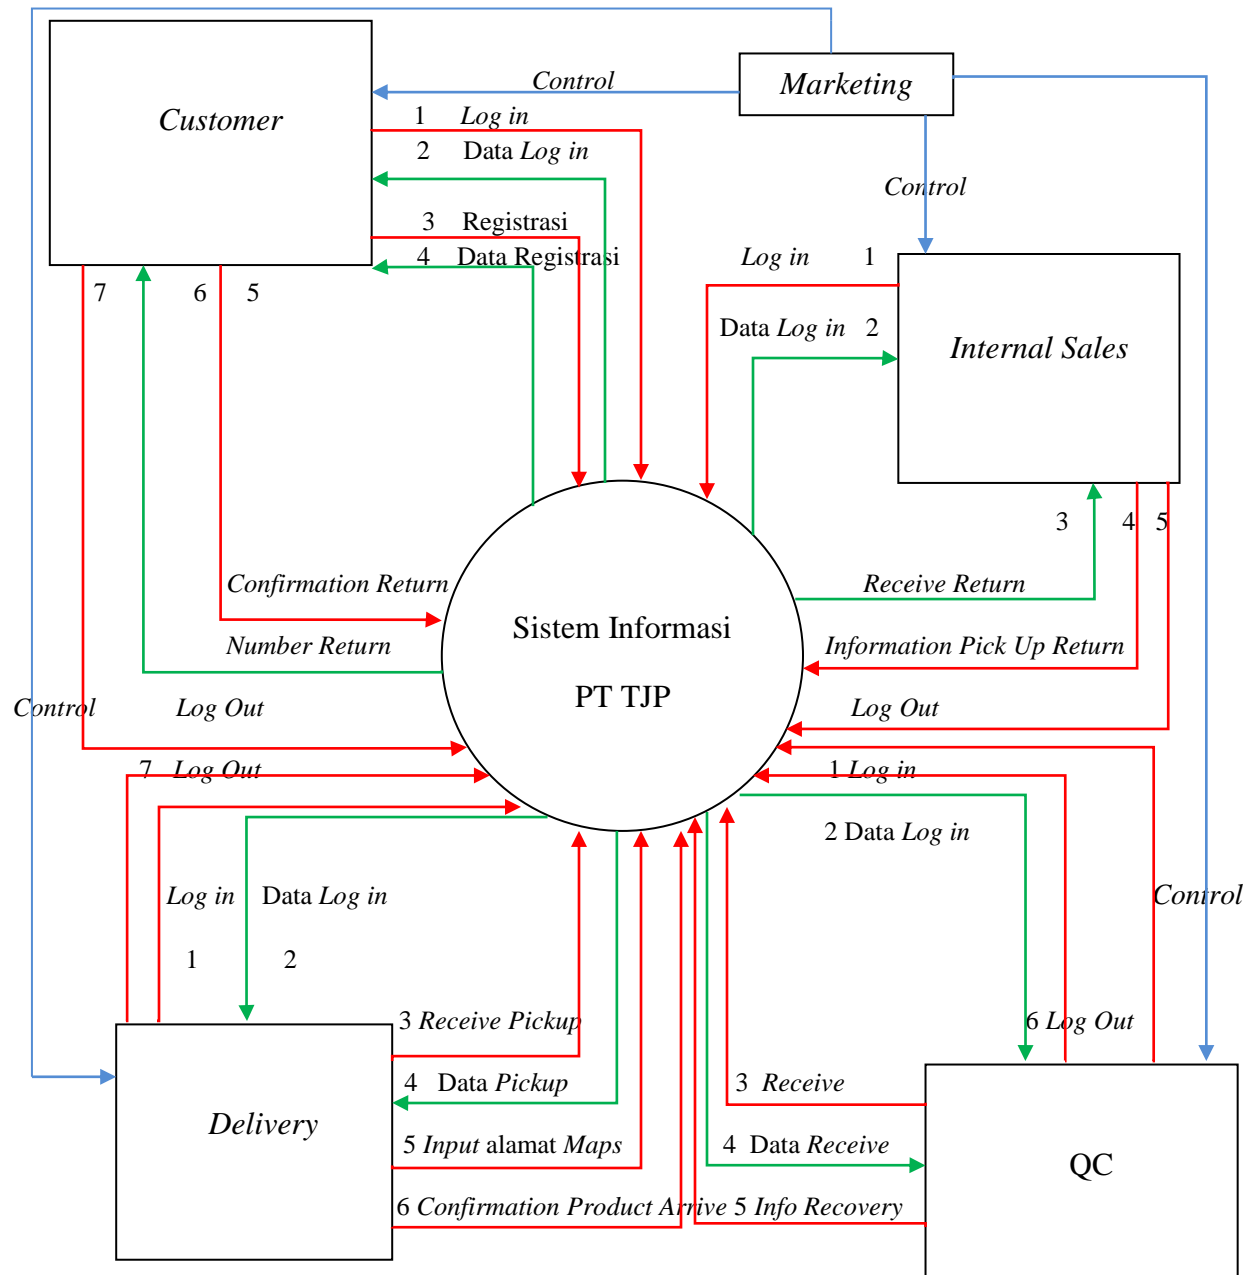 Control
Marketing
Customer
1 Log in
2 Data Log in
Control
3 Registrasi
4 Data Registrasi
Log in 1
7 6 5
Data Log in 2
Internal Sales
3 4 5
Confirmation Return
Receive Return
Sistem Informasi
Number Return
Information Pick Up Return
PT TJP
Control
Log Out
Log Out
7 Log Out
1 Log in
2 Data Log in
Log in
Data Log in
Control
1
2
3 Receive Pickup
6 Log Out
4 Data Pickup
3 Receive
Delivery
5 Input alamat Maps
4 Data Receive
QC
6 Confirmation Product Arrive
5 Info Recovery